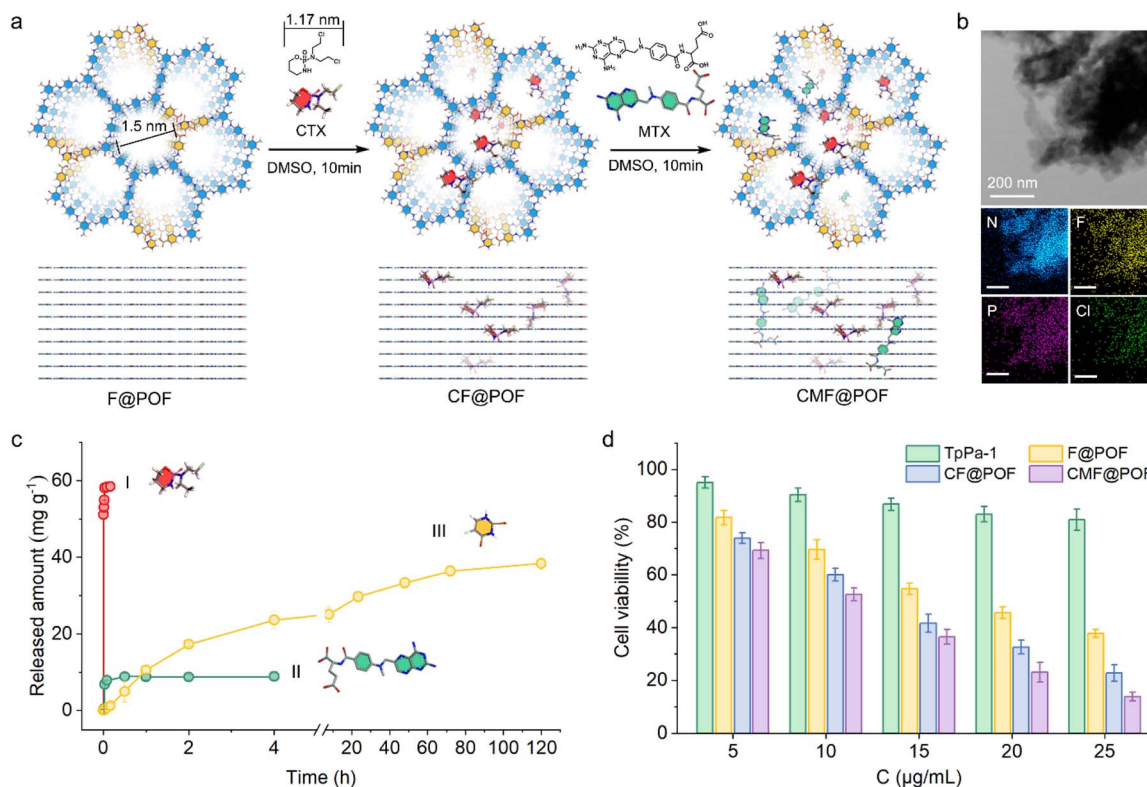 a
1.17 nm
CTX
DMSO, 10min
MTX
DMSO, 10min
1.5 nm
F@POF
CF@POF
CMF@POF
b
200 nm
N
F
P
Cl
c
Released amount (mg g⁻¹)
80
60
40
20
0
I
II
III
0
2
4
20
40
60
80
100
120
Time (h)
d
Cell viabillity (%)
100
80
60
40
20
0
TpPa-1
F@POF
CF@POF
CMF@POF
5
10
15
20
25
C (µg/mL)